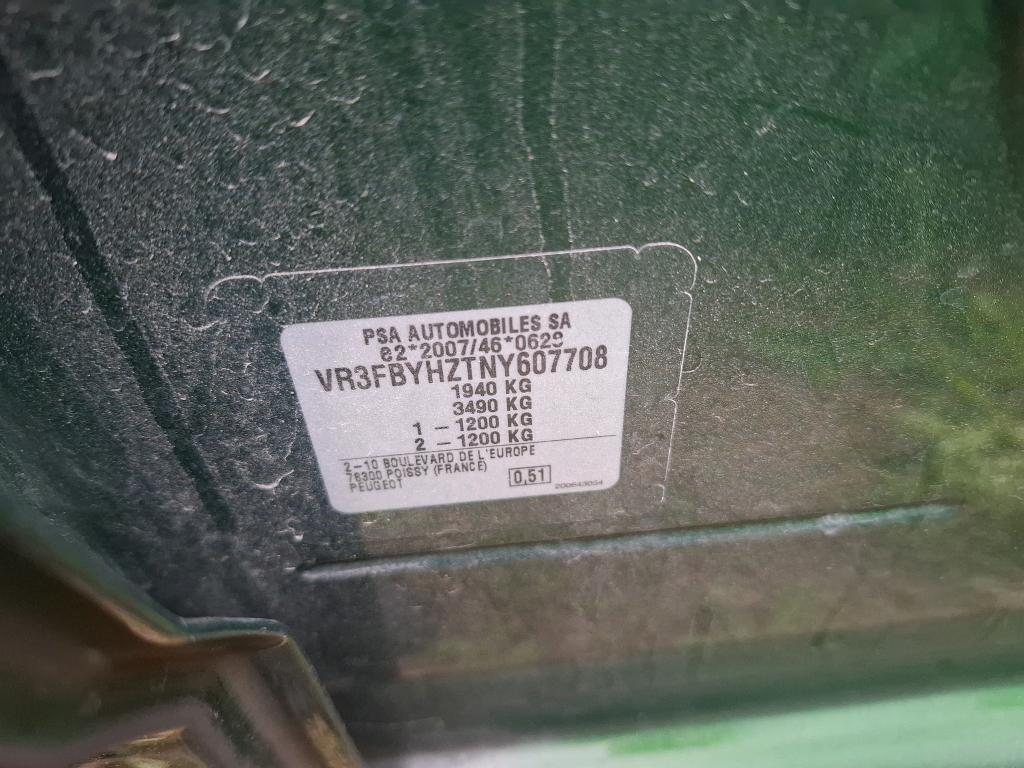 PSA AUTOMOBILES SA
e2*2007/46*0629
VR3FBYHZTNY607708
1940 KG
3490 KG
1 - 1200 KG
2 - 1200 KG
2-10 BOULEVARD DE L'EUROPE
78300 POISSY (FRANCE)
PEUGEOT
0,51
200643054